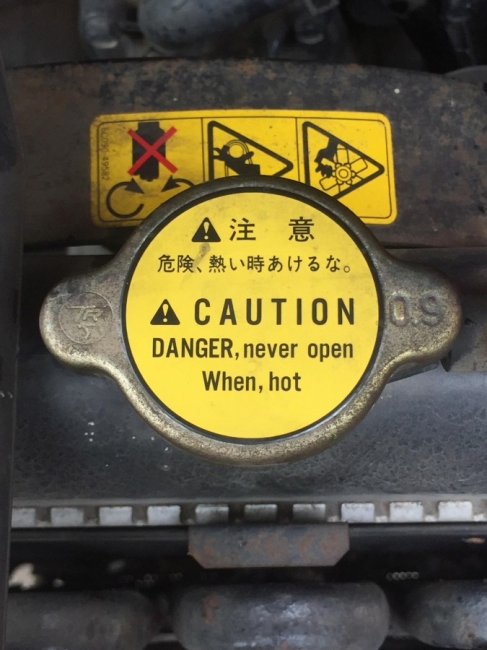 注 意
危険、熱い時あけるな。
CAUTION
DANGER, never open
When, hot
0.9